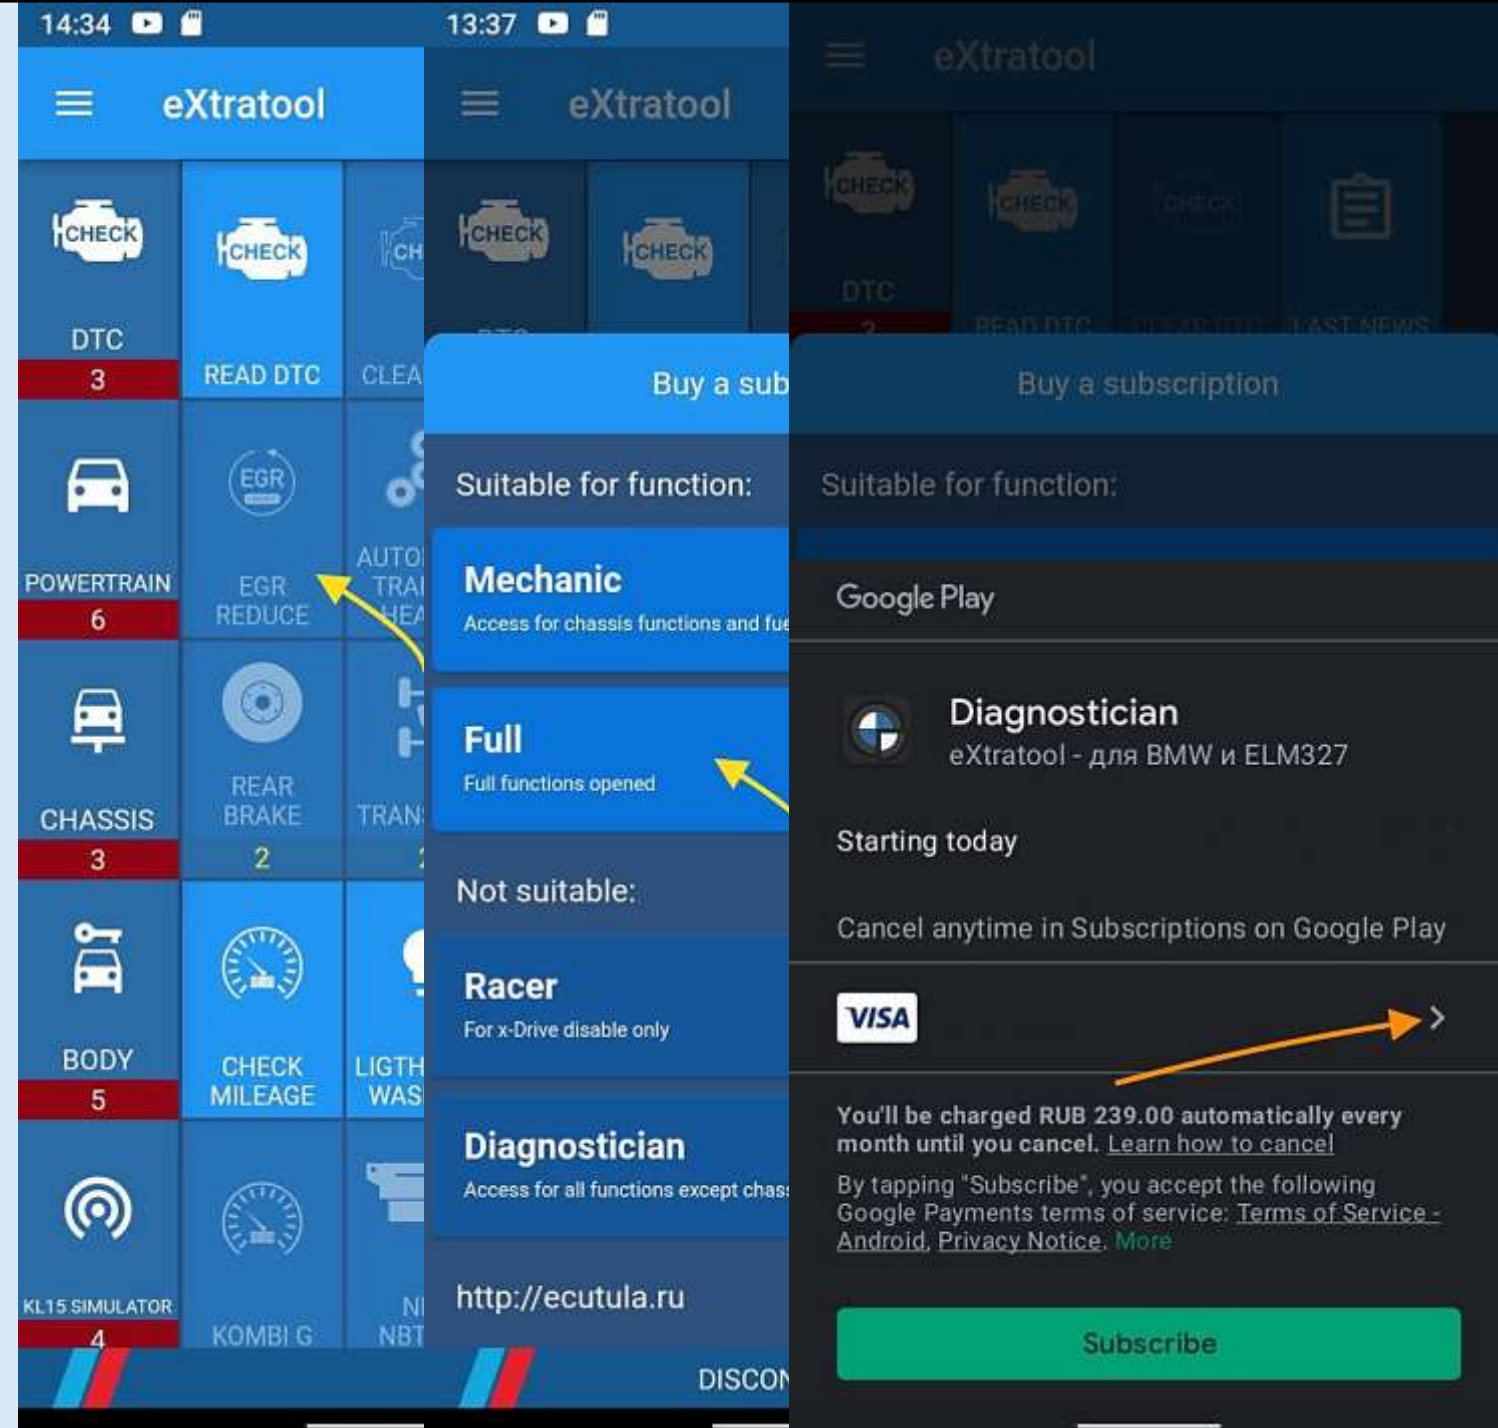 14:34
eXtratool
CHECK
CHECK
CH
DTC
READ DTC
CLEA
3
EGR
POWERTRAIN
EGR
REDUCE
AUTO
TRA
HEA
6
CHASSIS
REAR
BRAKE
TRAN
3
2
BODY
CHECK
MILEAGE
LIGTH
WAS
5
KL15 SIMULATOR
KOMBI G
NBT
4
13:37
eXtratool
CHECK
CHECK
Buy a sub
Suitable for function:
Mechanic
Access for chassis functions and fue
Full
Full functions opened
Not suitable:
Racer
For x-Drive disable only
Diagnostician
Access for all functions except chas
http://ecutula.ru
DISCON
eXtratool
CHECK
CHECK
CHECK
DTC
READ DTC
CLEAR DTC
LAST NEWS
Buy a subscription
Suitable for function:
Google Play
Diagnostician
eXtratool - для BMW и ELM327
Starting today
Cancel anytime in Subscriptions on Google Play
VISA
You'll be charged RUB 239.00 automatically every
month until you cancel. Learn how to cancel
By tapping "Subscribe", you accept the following
Google Payments terms of service: Terms of Service -
Android, Privacy Notice. More
Subscribe